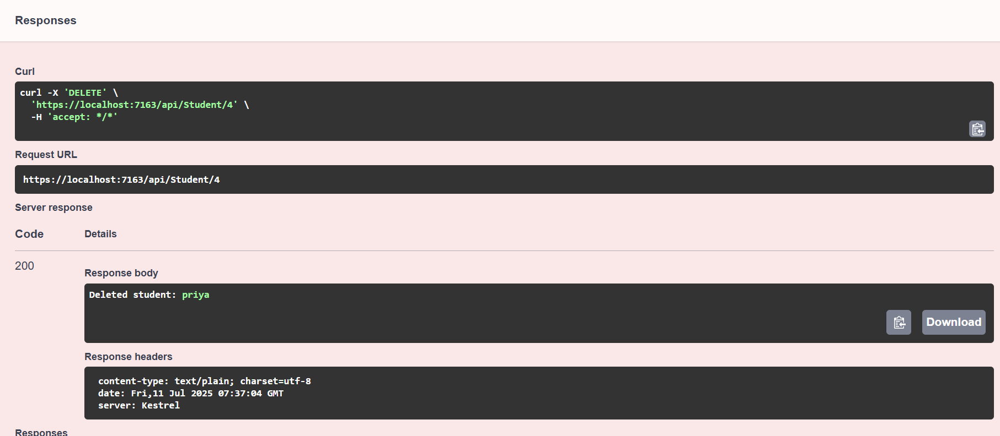 Responses
Curl
curl -X 'DELETE' \
  'https://localhost:7163/api/Student/4' \
  -H 'accept: */*'
Request URL
https://localhost:7163/api/Student/4
Server response
Code Details
200
Response body
Deleted student: priya
Download
Response headers
content-type: text/plain; charset=utf-8
date: Fri,11 Jul 2025 07:37:04 GMT
server: Kestrel
Responses